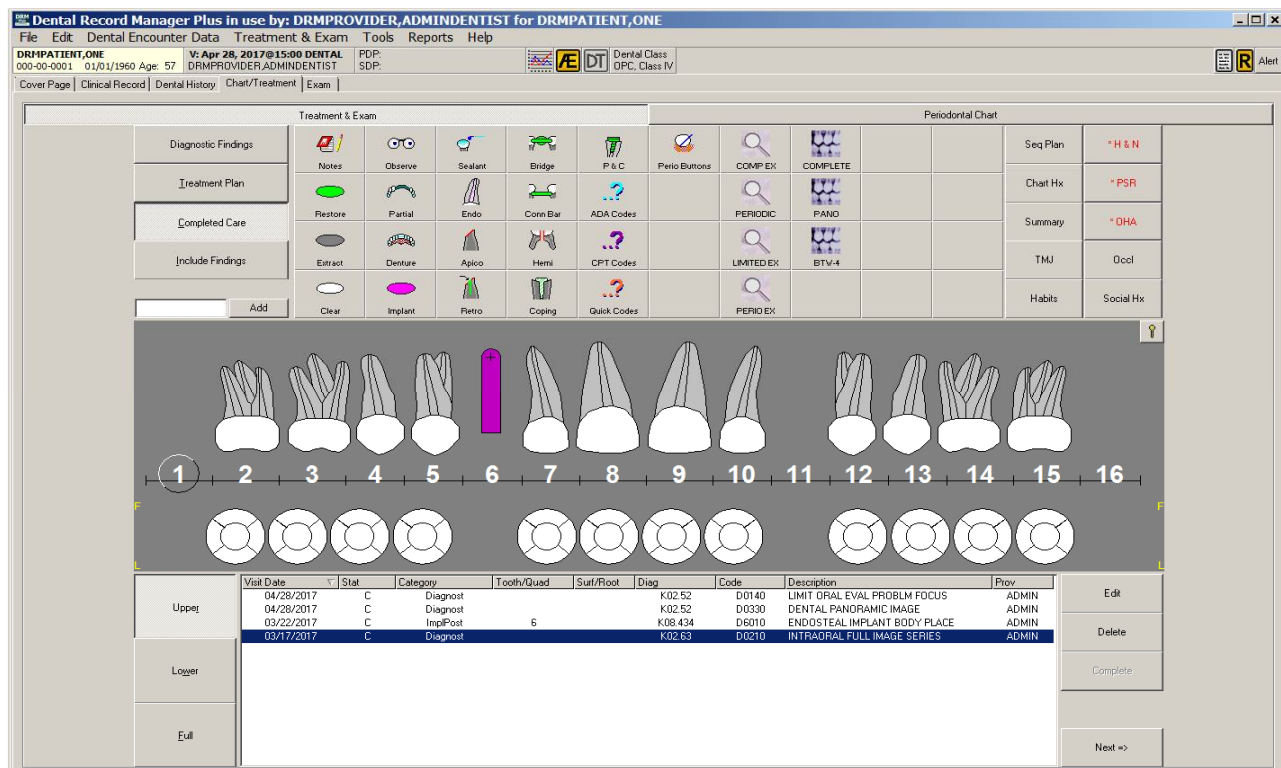 Dental Record Manager Plus in use by: DRMPROVIDER,ADMINDENTIST for DRMPATIENT,ONE
File Edit Dental Encounter Data Treatment & Exam Tools Reports Help
DRMPATIENT,ONE V: Apr 28, 2017@15:00 DENTAL PDP: Dental Class
000-00-0001 01/01/1960 Age: 57 DRMPROVIDER,ADMINDENTIST SDP: OPC, Class IV
Æ DT R Alert
Cover Page Clinical Record Dental History Chart/Treatment Exam
Treatment & Exam Periodontal Chart
Diagnostic Findings Notes Observe Sealant Bridge P & C Perio Buttons COMP EX COMPLETE Seq Plan * H & N
Treatment Plan Restore Partial Endo Conn Bar ADA Codes PERIODIC PANO Chart Hx * PSR
Completed Care Extract Denture Apico Hemi CPT Codes LIMITED EX BTW-4 Summary * OHA
Include Findings TMJ Occl
Add Clear Implant Retro Coping Quick Codes PERIO EX Habits Social Hx
1 2 3 4 5 6 7 8 9 10 11 12 13 14 15 16
F F
L L
Visit Date Stat Category Tooth/Quad Surf/Root Diag Code Description Prov
04/28/2017 C Diagnost K02.52 D0140 LIMIT ORAL EVAL PROBLM FOCUS ADMIN
04/28/2017 C Diagnost K02.52 D0330 DENTAL PANORAMIC IMAGE ADMIN
03/22/2017 C ImplPost 6 K08.434 D6010 ENDOSTEAL IMPLANT BODY PLACE ADMIN
03/17/2017 C Diagnost K02.63 D0210 INTRAORAL FULL IMAGE SERIES ADMIN
Upper
Lower
Full
Edit
Delete
Complete
Next =>